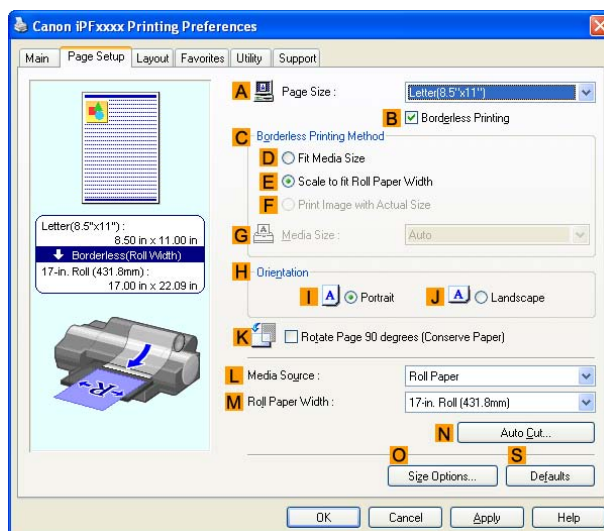 Canon iPFxxxx Printing Preferences
Main Page Setup Layout Favorites Utility Support
A Page Size : Letter(8.5"x11")
B Borderless Printing
C Borderless Printing Method
D Fit Media Size
E Scale to fit Roll Paper Width
F Print Image with Actual Size
G Media Size : Auto
Letter(8.5"x11") :
8.50 in x 11.00 in
Borderless(Roll Width)
17-in. Roll (431.8mm) :
17.00 in x 22.09 in
H Orientation
I A Portrait J A Landscape
K Rotate Page 90 degrees (Conserve Paper)
R
L Media Source : Roll Paper
M Roll Paper Width : 17-in. Roll (431.8mm)
N Auto Cut...
O S
Size Options... Defaults
OK Cancel Apply Help